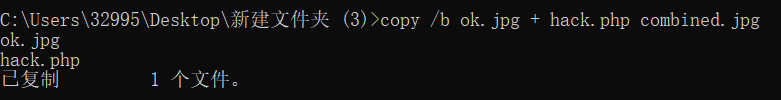 C:\Users\32995\Desktop\新建文件夹 (3)>copy /b ok.jpg + hack.php combined.jpg
ok.jpg
hack.php
已复制         1 个文件。